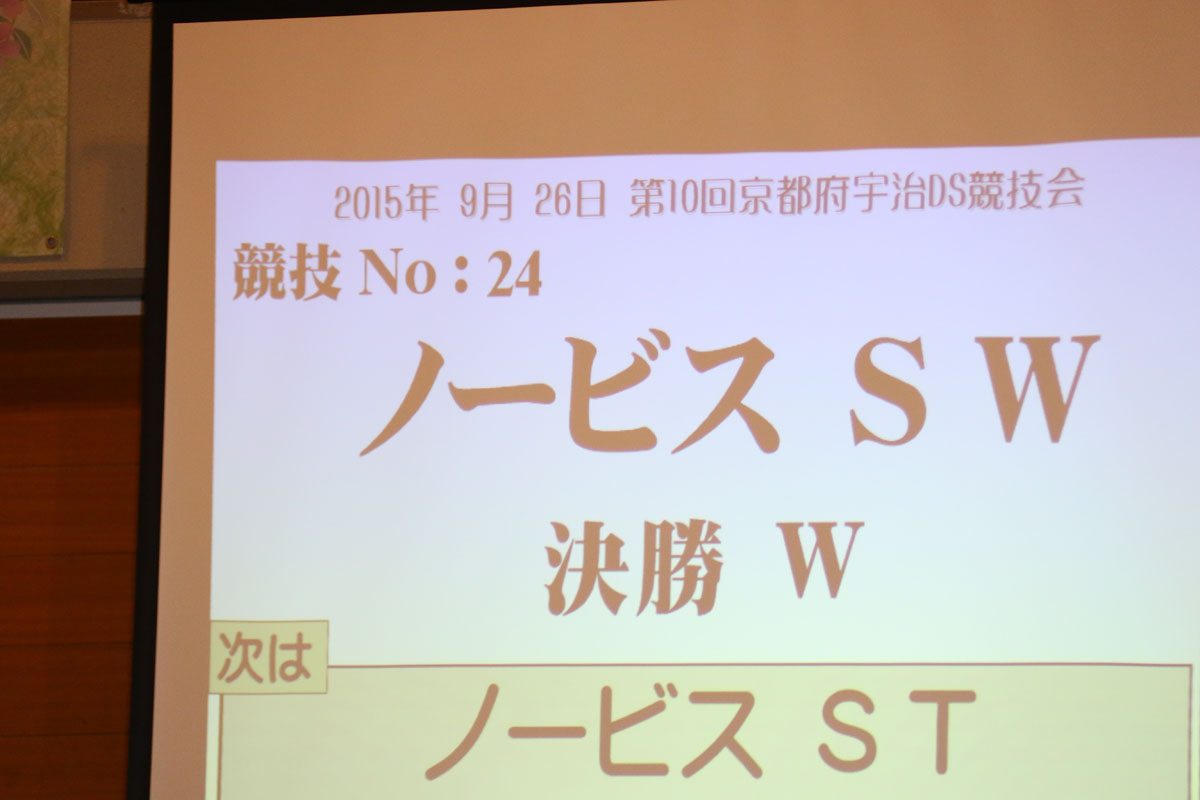 2015年 9月 26日 第10回京都府宇治DS競技会
競技 No：24
ノービス S W
決勝 W
次は
ノービス S T